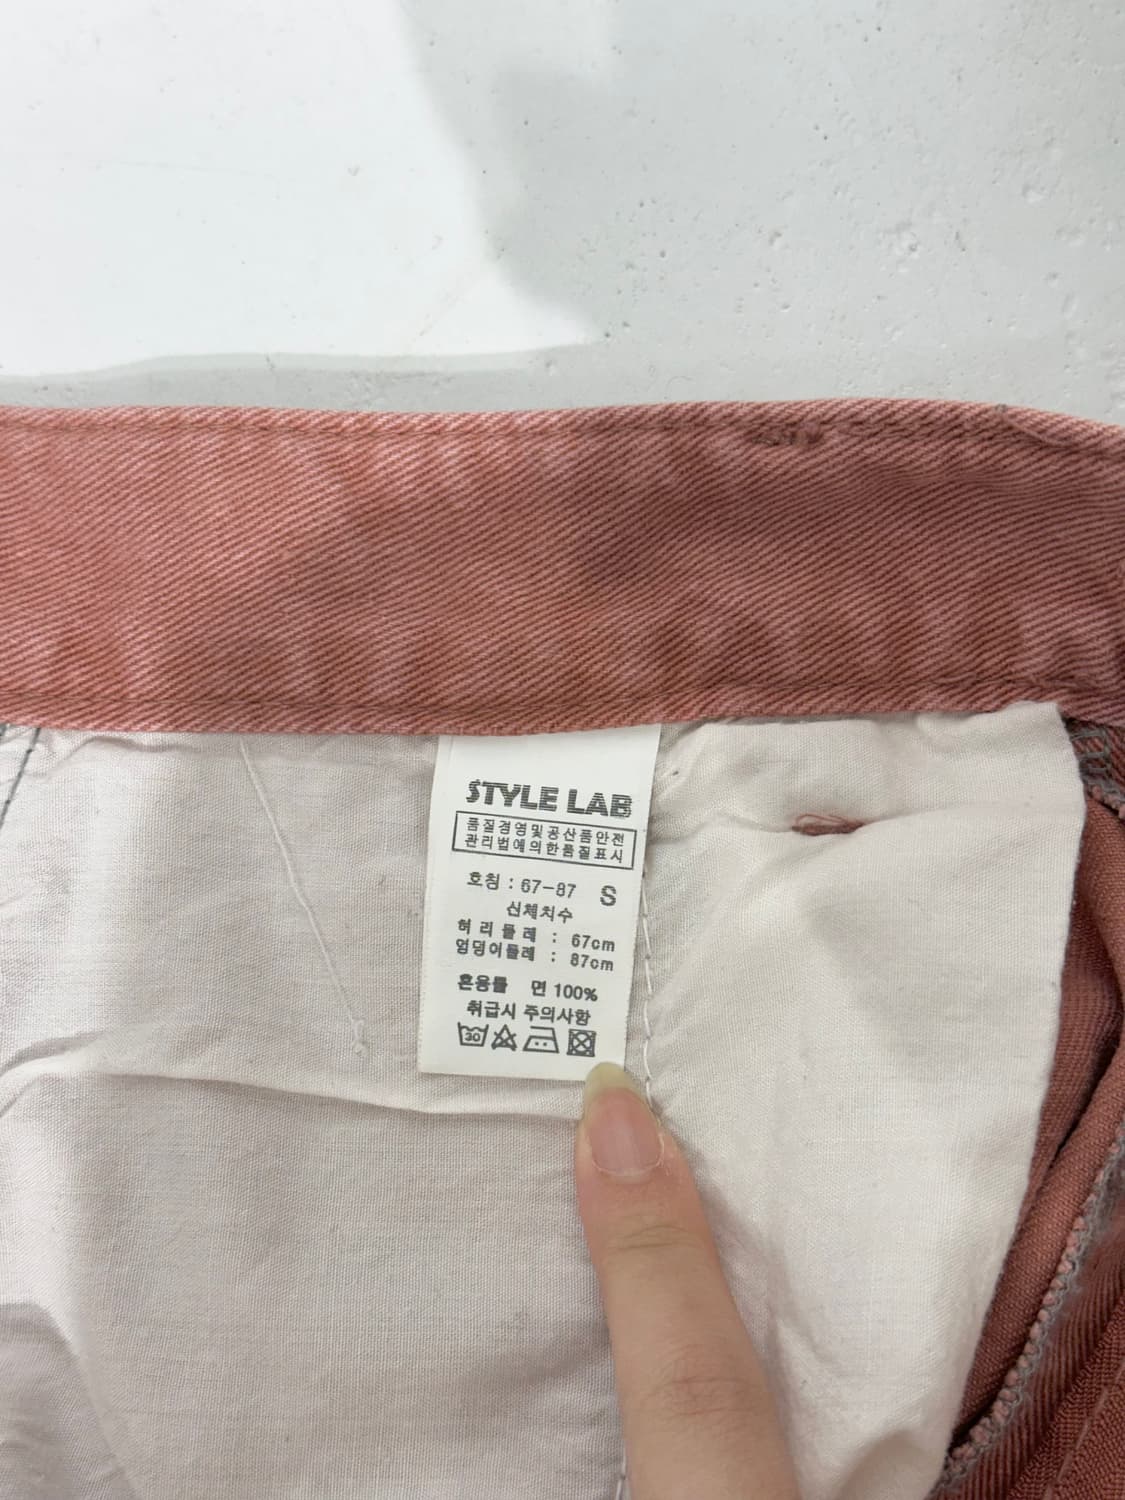 STYLE LAB
품질경영및공산품안전
관리법에의한품질표시
호칭 : 67-87 S
신체치수
허리둘레 : 67cm
엉덩이둘레 : 87cm
혼용률 면 100%
취급시 주의사항
30